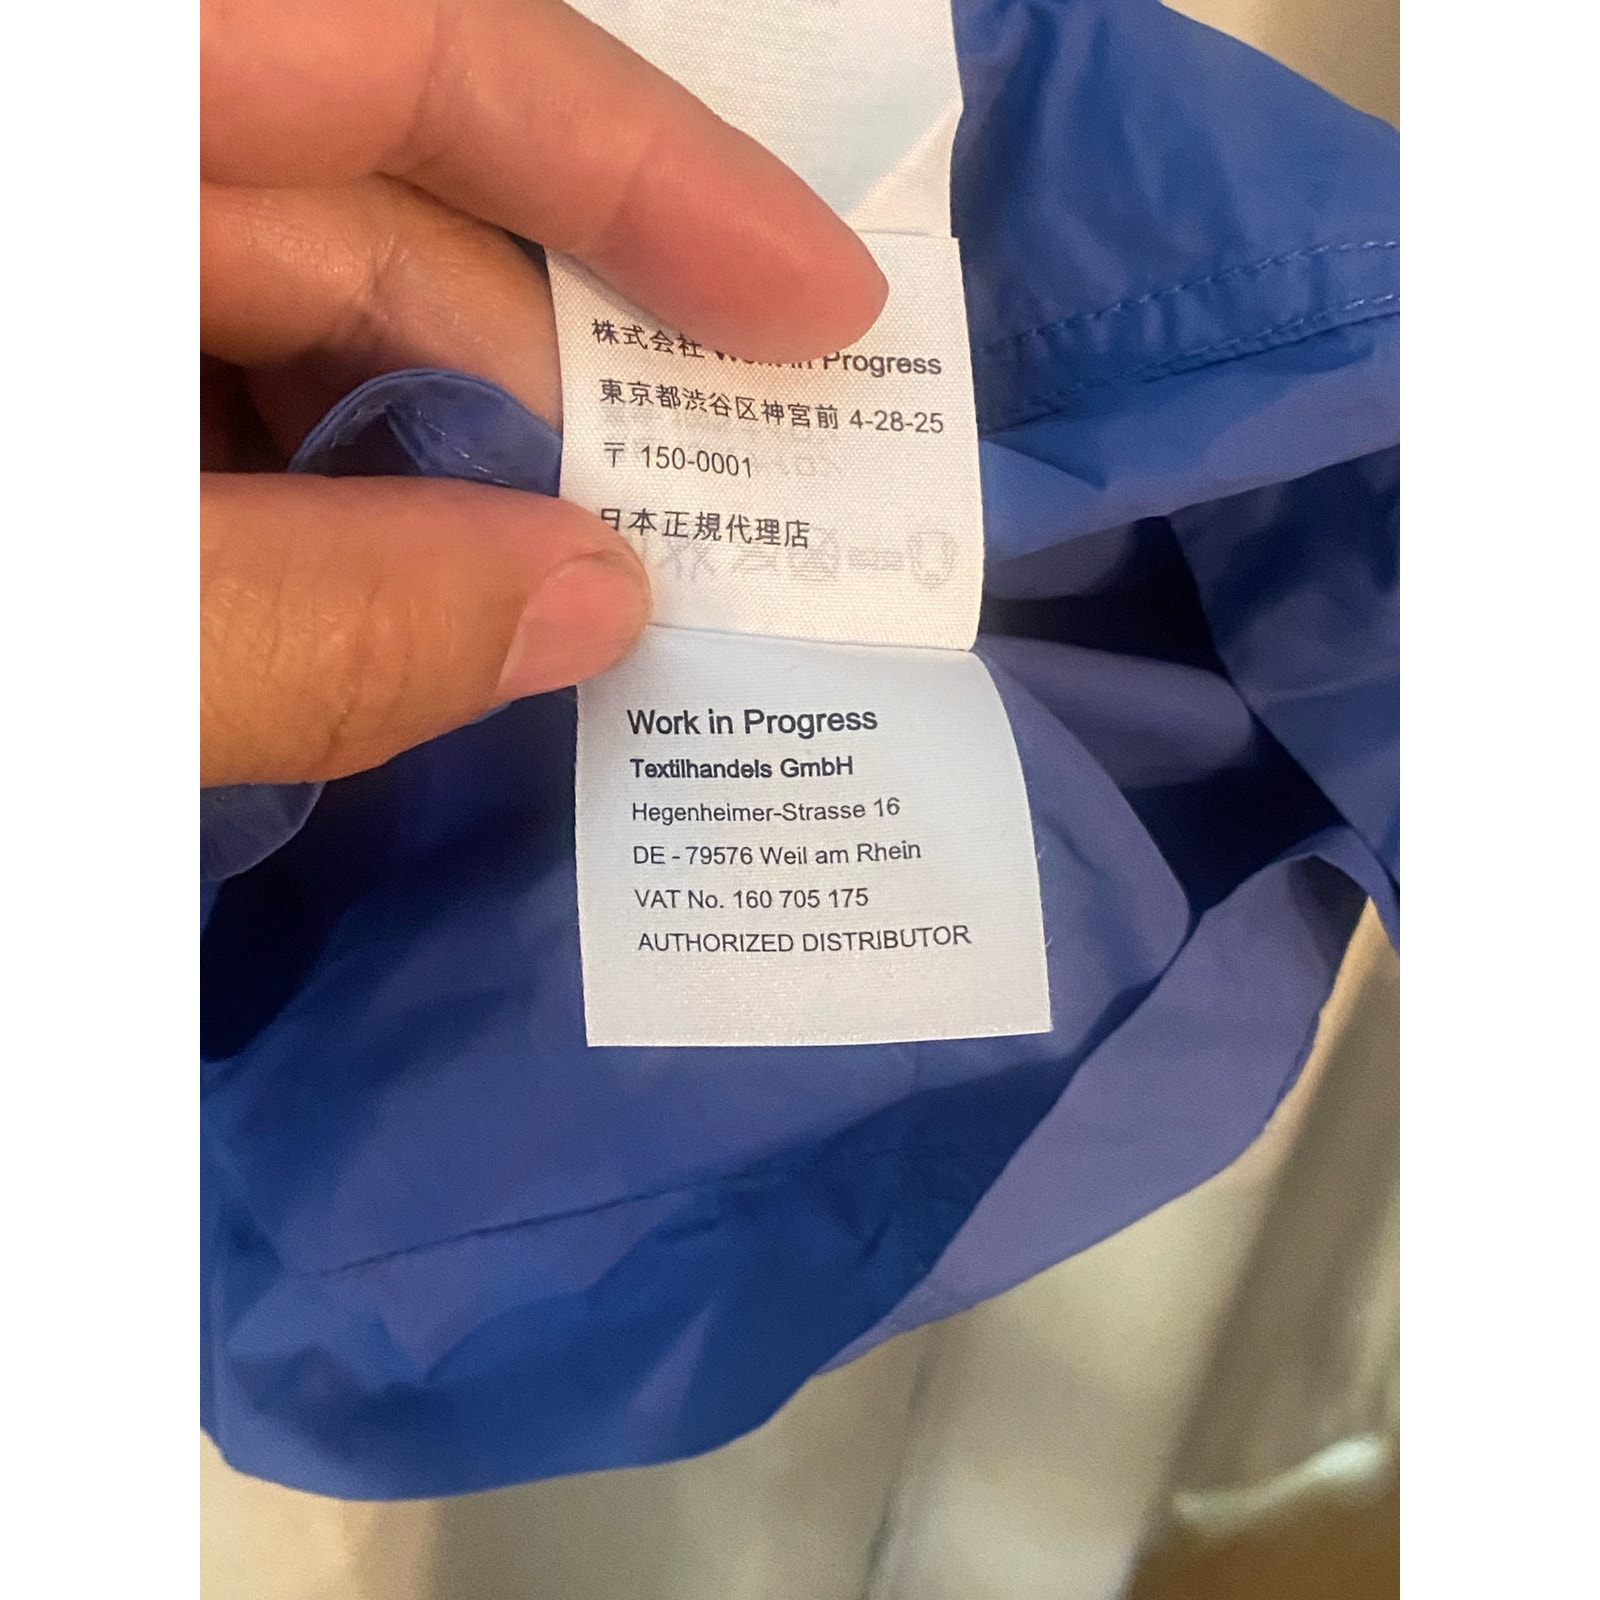 株式会社 Work in Progress
東京都渋谷区神宮前 4-28-25
〒 150-0001
日本正規代理店
Work in Progress
Textilhandels GmbH
Hegenheimer-Strasse 16
DE - 79576 Weil am Rhein
VAT No. 160 705 175
AUTHORIZED DISTRIBUTOR